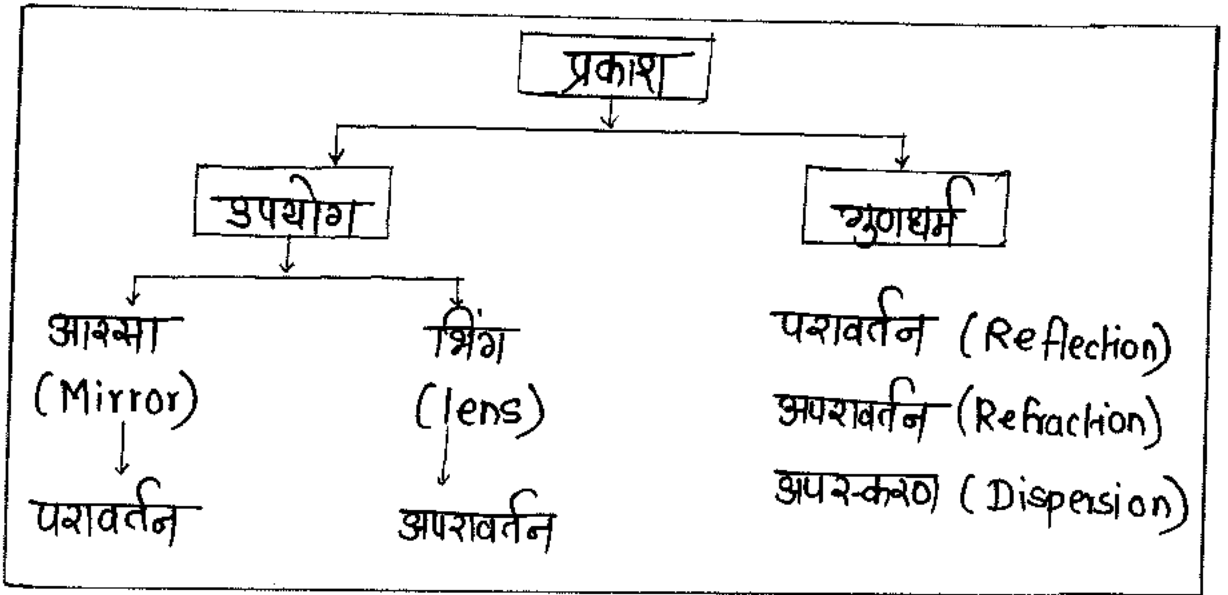 प्रकाश
उपयोग
गुणधर्म
आरसा
(Mirror)
परावर्तन
भिंग
(lens)
अपरावर्तन
परावर्तन (Reflection)
अपरावर्तन (Refraction)
अपस्करण (Dispersion)